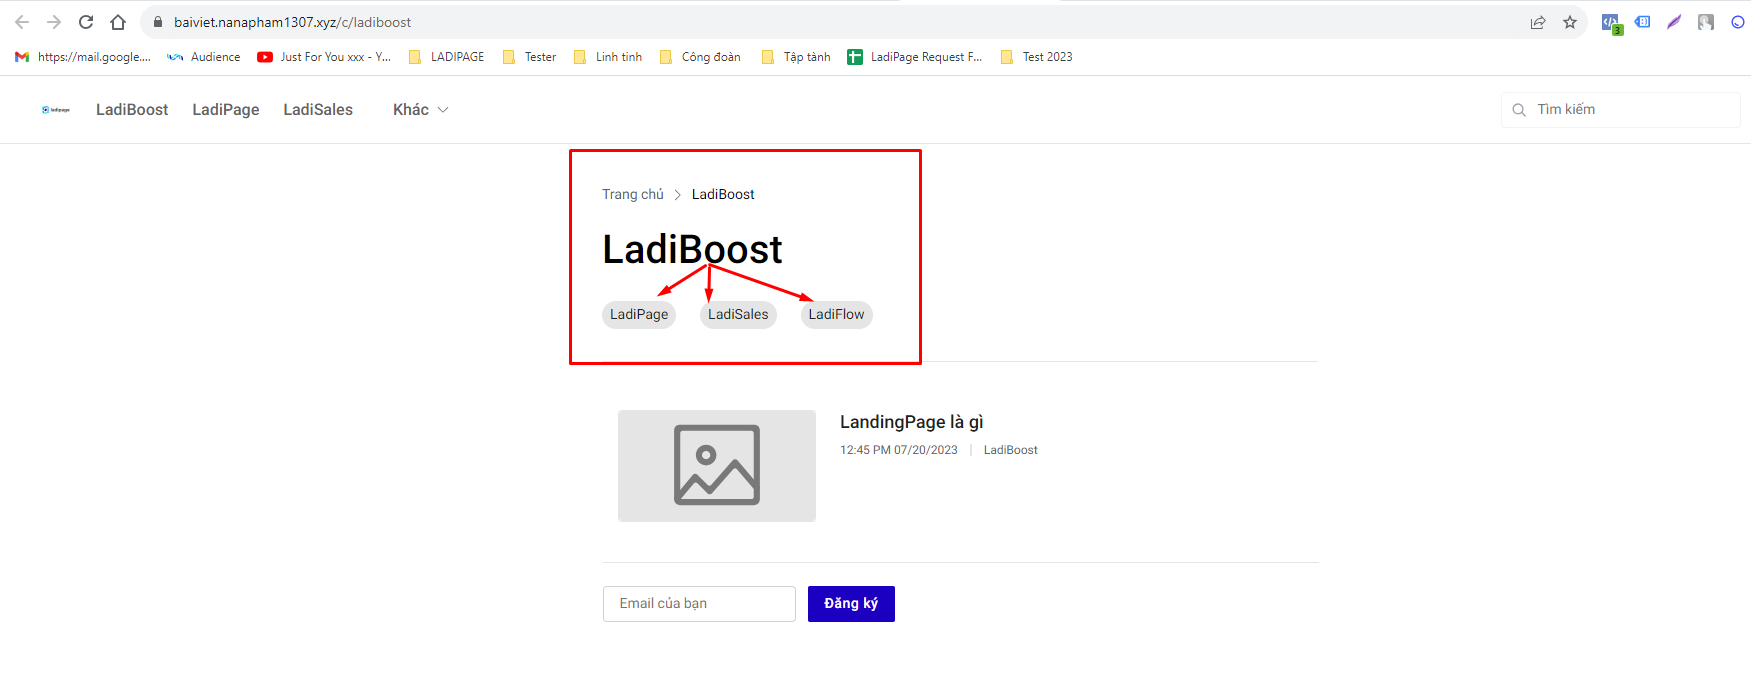 baiviet.nanapham1307.xyz/c/ladiboost
3
https://mail.google.... Audience Just For You xxx - Y... LADIPAGE Tester Linh tinh Công đoàn Tập tành LadiPage Request F... Test 2023
ladipage LadiBoost LadiPage LadiSales Khác Tìm kiếm
Trang chủ > LadiBoost
LadiBoost
LadiPage LadiSales LadiFlow
LandingPage là gì
12:45 PM 07/20/2023 | LadiBoost
Email của bạn Đăng ký